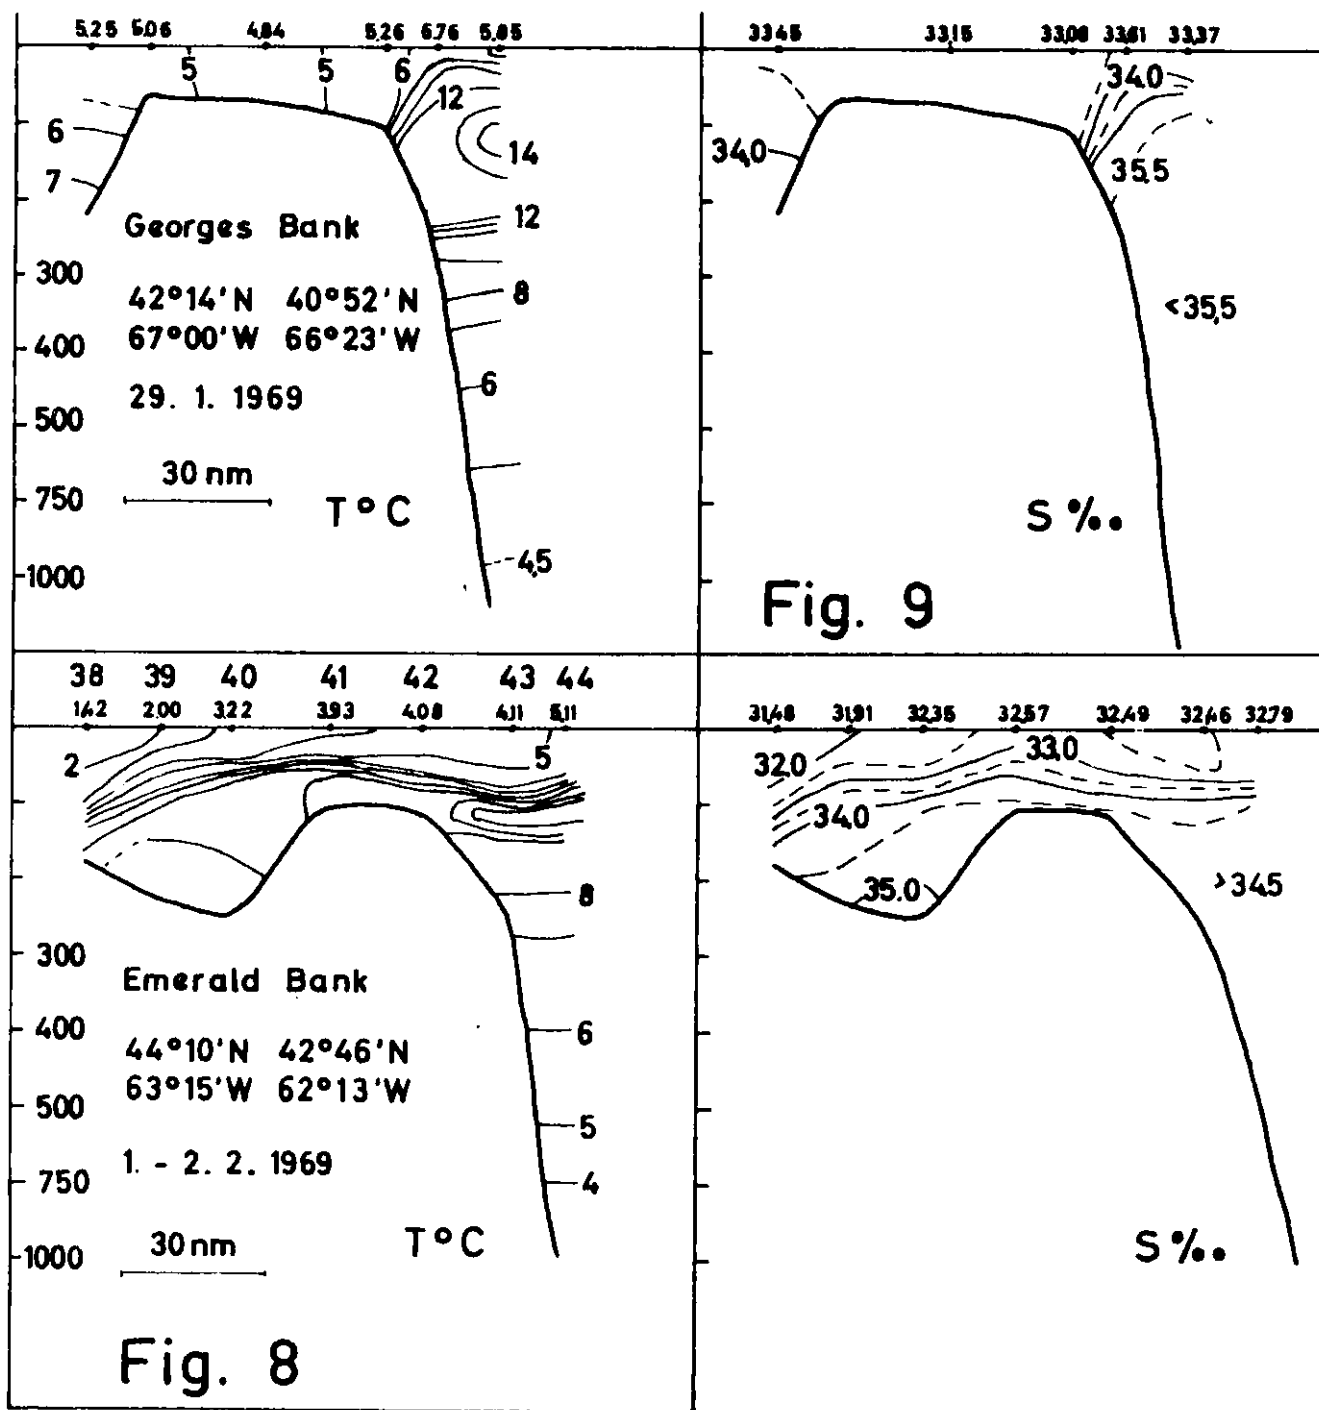 5.25 5.06 4.84 5.26 6.76 5.85
5 5 6
12
6
14
7
12
Georges Bank
300
42°14'N 40°52'N
8
67°00'W 66°23'W
400
6
29. 1. 1969
500
30 nm
750
T°C
4,5
1000
33.45 33.15 33,08 33.61 33,37
34.0
34,0
35,5
<35,5
S ‰
Fig. 9
38 39 40 41 42 43 44
1.42 2.00 3.22 3.93 4.08 4.11 5,11
2
5
8
300
Emerald Bank
400
6
44°10'N 42°46'N
63°15'W 62°13'W
500
5
1. - 2. 2. 1969
750
4
30 nm
T°C
1000
Fig. 8
31,48 31,91 32,35 32,57 32,49 32,46 32,79
32.0
33.0
34.0
35.0
>34.5
S ‰